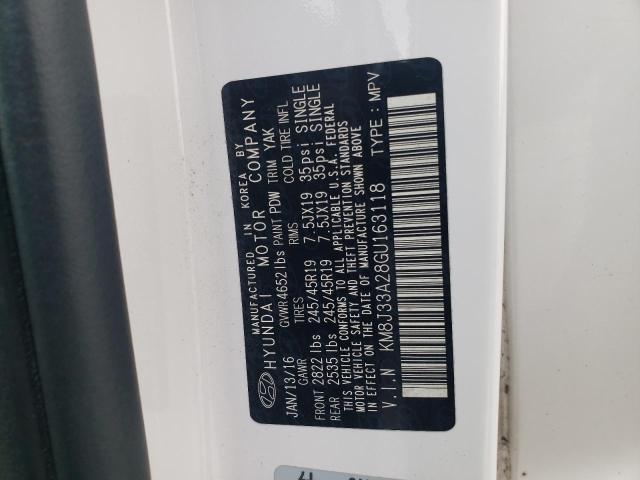 MANUFACTURED IN KOREA BY
HYUNDAI MOTOR COMPANY
JAN/13/16 GVWR 4652 lbs PAINT PDW TRIM YAK
GAWR TIRES RIMS COLD TIRE INFL
FRONT 2822 lbs 245/45R19 7.5JX19 35psi SINGLE
REAR 2535 lbs 245/45R19 7.5JX19 35psi SINGLE
THIS VEHICLE CONFORMS TO ALL APPLICABLE U.S.A. FEDERAL
MOTOR VEHICLE SAFETY AND THEFT PREVENTION STANDARDS
IN EFFECT ON THE DATE OF MANUFACTURE SHOWN ABOVE
V.I.N KM8J33A28GU163118 TYPE : MPV